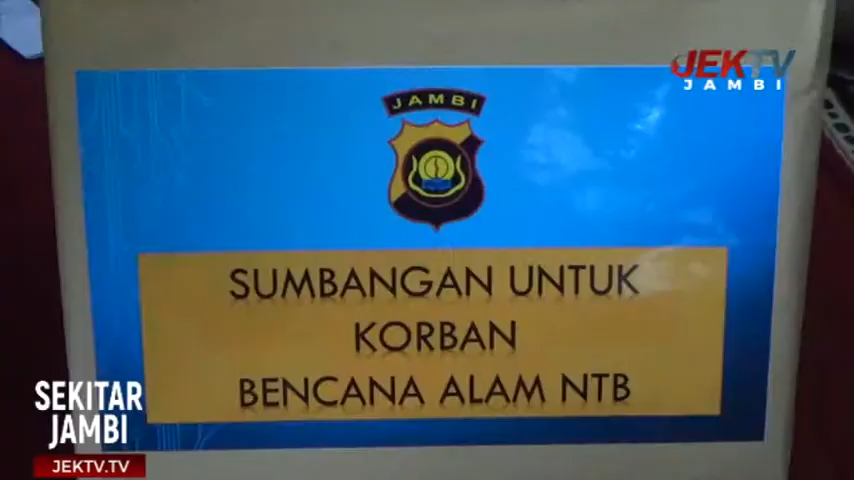 JEKTV
JAMBI
JAMBI
SUMBANGAN UNTUK
KORBAN
BENCANA ALAM NTB
SEKITAR
JAMBI
JEKTV.TV